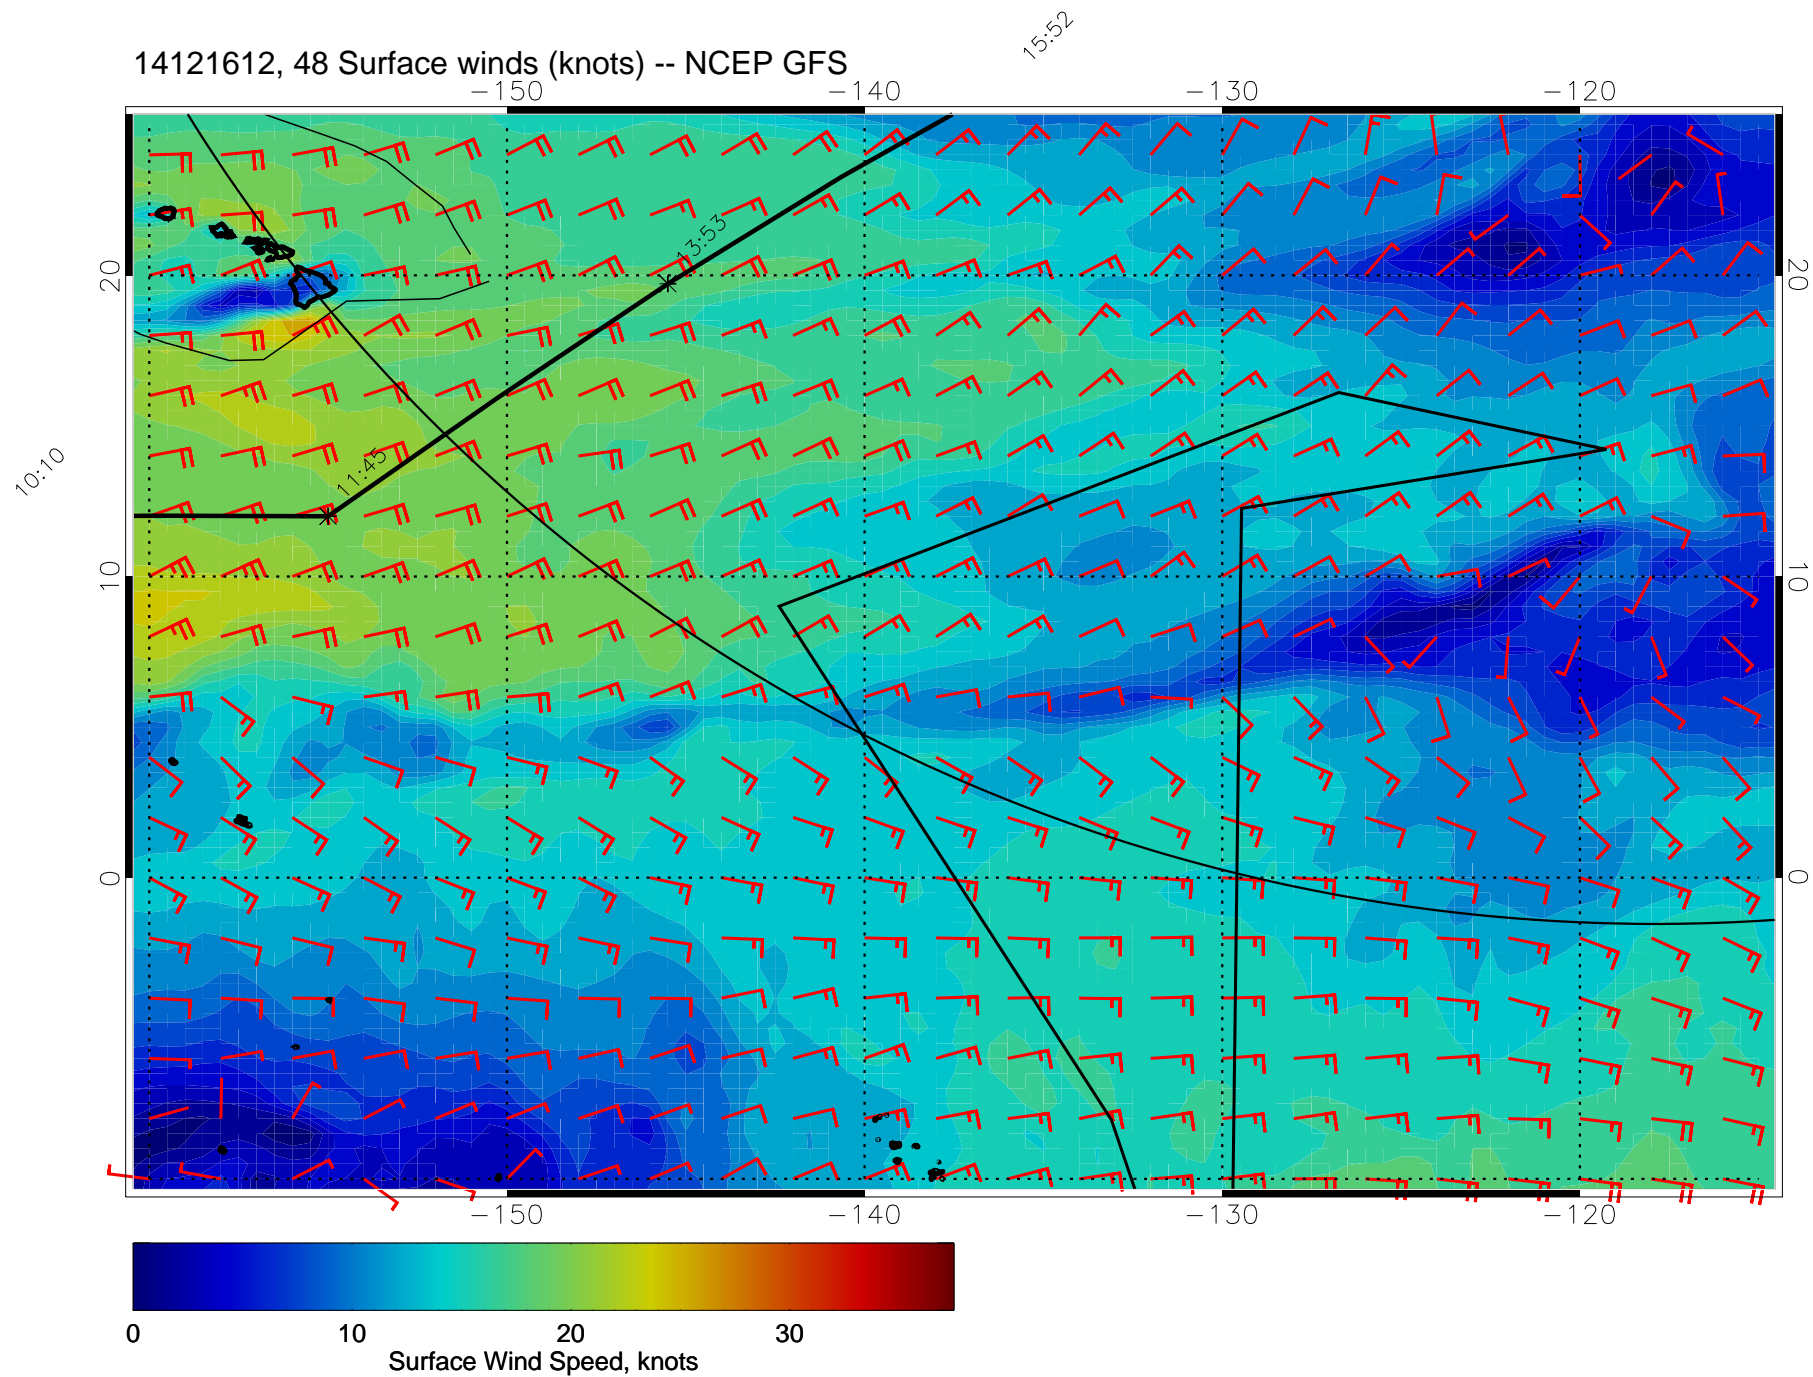 15:52
14121612, 48 Surface winds (knots) -- NCEP GFS
-150 -140 -130 -120
13:53
20 20
11:45
10:10
10 10
0 0
-150 -140 -130 -120
0 10 20 30
Surface Wind Speed, knots